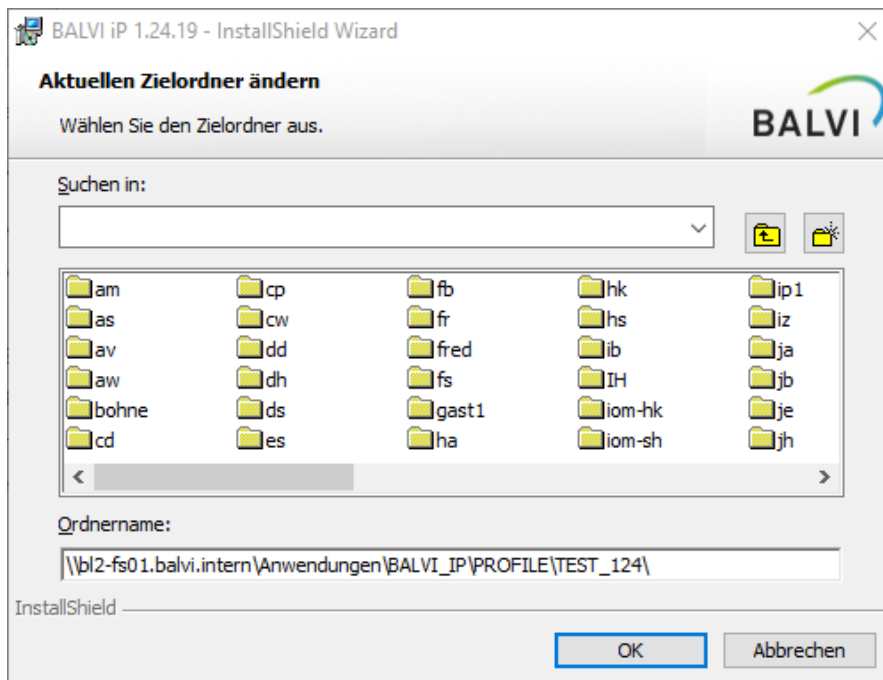 BALVI iP 1.24.19 - InstallShield Wizard
Aktuellen Zielordner ändern
Wählen Sie den Zielordner aus.
BALVI
Suchen in:
am cp fb hk ip1
as cw fr hs iz
av dd fred ib ja
aw dh fs IH jb
bohne ds gast1 iom-hk je
cd es ha iom-sh jh
Ordnername:
\\bl2-fs01.balvi.intern\Anwendungen\BALVI_IP\PROFILE\TEST_124\
InstallShield
OK Abbrechen